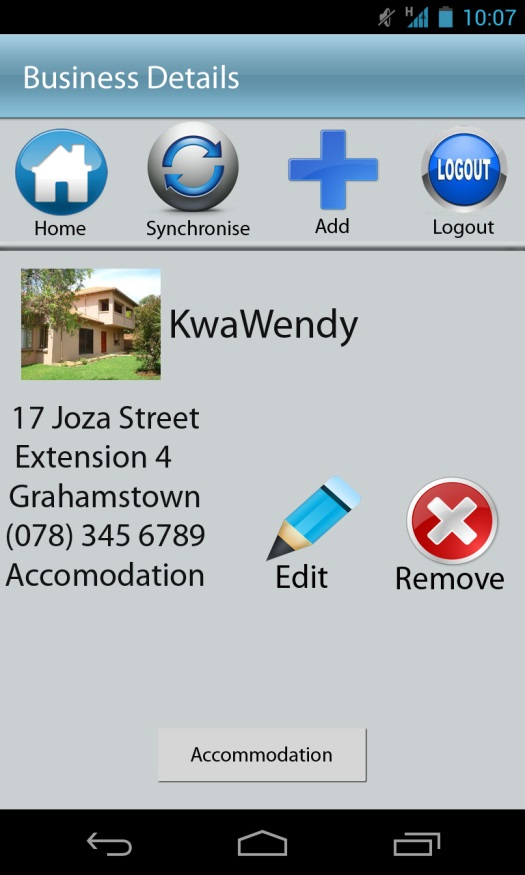 H 10:07
Business Details
Home Synchronise Add LOGOUT Logout
KwaWendy
17 Joza Street
Extension 4
Grahamstown
(078) 345 6789
Accomodation
Edit Remove
Accommodation